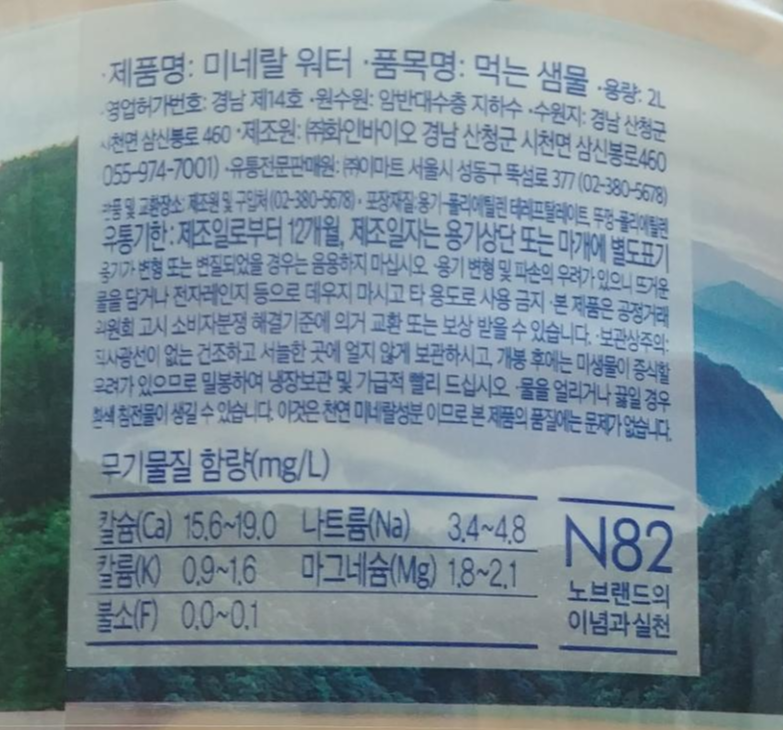 ·제품명: 미네랄 워터 ·품목명: 먹는 샘물 ·용량: 2L
·영업허가번호: 경남 제14호 ·원수원: 암반대수층 지하수 ·수원지: 경남 산청군
시천면 삼신봉로 460 ·제조원: ㈜화인바이오 경남 산청군 시천면 삼신봉로460
055-974-7001) ·유통전문판매원: ㈜이마트 서울시 성동구 뚝섬로 377 (02-380-5678)
부품 및 교환장소: 제조원 및 구입처 (02-380-5678) · 포장재질:용기-폴리에틸렌 테레프탈레이트, 뚜껑-폴리에틸렌
유통기한 : 제조일로부터 12개월, 제조일자는 용기상단 또는 마개에 별도표기
용기가 변형 또는 변질되었을 경우는 음용하지 마십시오 ·용기 변형 및 파손의 우려가 있으니 뜨거운
물을 담거나 전자레인지 등으로 데우지 마시고 타 용도로 사용 금지 ·본 제품은 공정거래
위원회 고시 소비자분쟁 해결기준에 의거 교환 또는 보상 받을 수 있습니다. ·보관상주의:
직사광선이 없는 건조하고 서늘한 곳에 얼지 않게 보관하시고, 개봉 후에는 미생물이 증식할
우려가 있으므로 밀봉하여 냉장보관 및 가급적 빨리 드십시오 ·물을 얼리거나 끓일 경우
흰색 침전물이 생길 수 있습니다. 이것은 천연 미네랄성분 이므로 본 제품의 품질에는 문제가 없습니다.
무기물질 함량(mg/L)
칼슘(Ca) 15.6~19.0 나트륨(Na) 3.4~4.8
칼륨(K) 0.9~1.6 마그네슘(Mg) 1.8~2.1
불소(F) 0.0~0.1
N82
노브랜드의
이념과 실천